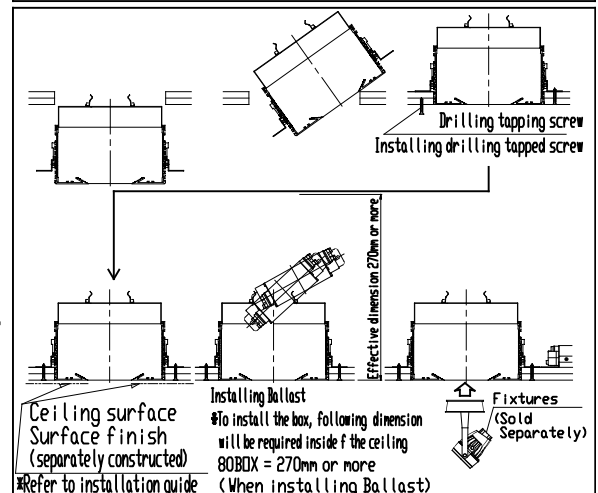 Drilling tapping screw
Installing drilling tapped screw
Effective dimension 270mm or more
Ceiling surface
Surface finish
(separately constructed)
※Refer to installation guide
Installing Ballast
※To install the box, following dimension
will be required inside f the ceiling
80BOX = 270mm or more
(When installing Ballast)
Fixtures
(Sold
Separately)